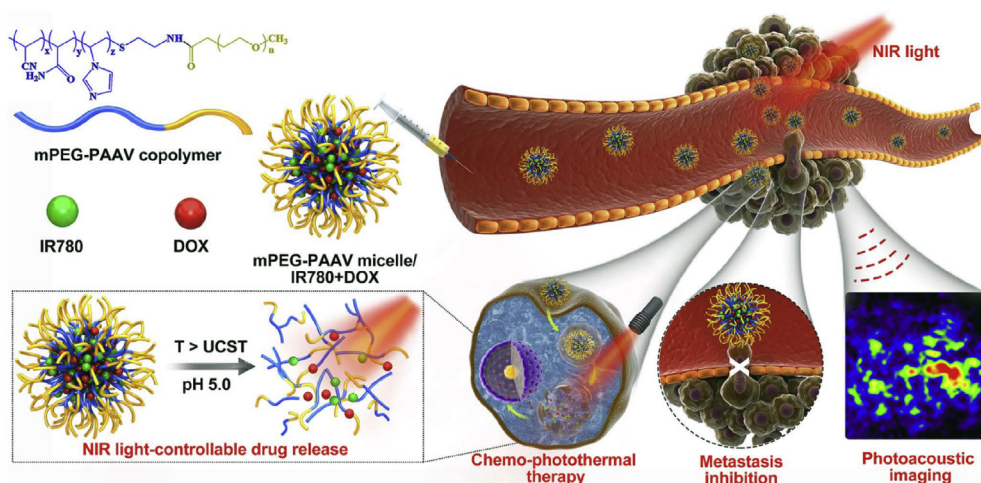 x
y
z
S
NH
O
O
CH3
n
CN
H2N
O
N
N
mPEG-PAAV copolymer
IR780
DOX
mPEG-PAAV micelle/
IR780+DOX
NIR light
T > UCST
pH 5.0
NIR light-controllable drug release
Chemo-photothermal
therapy
Metastasis
inhibition
Photoacoustic
imaging